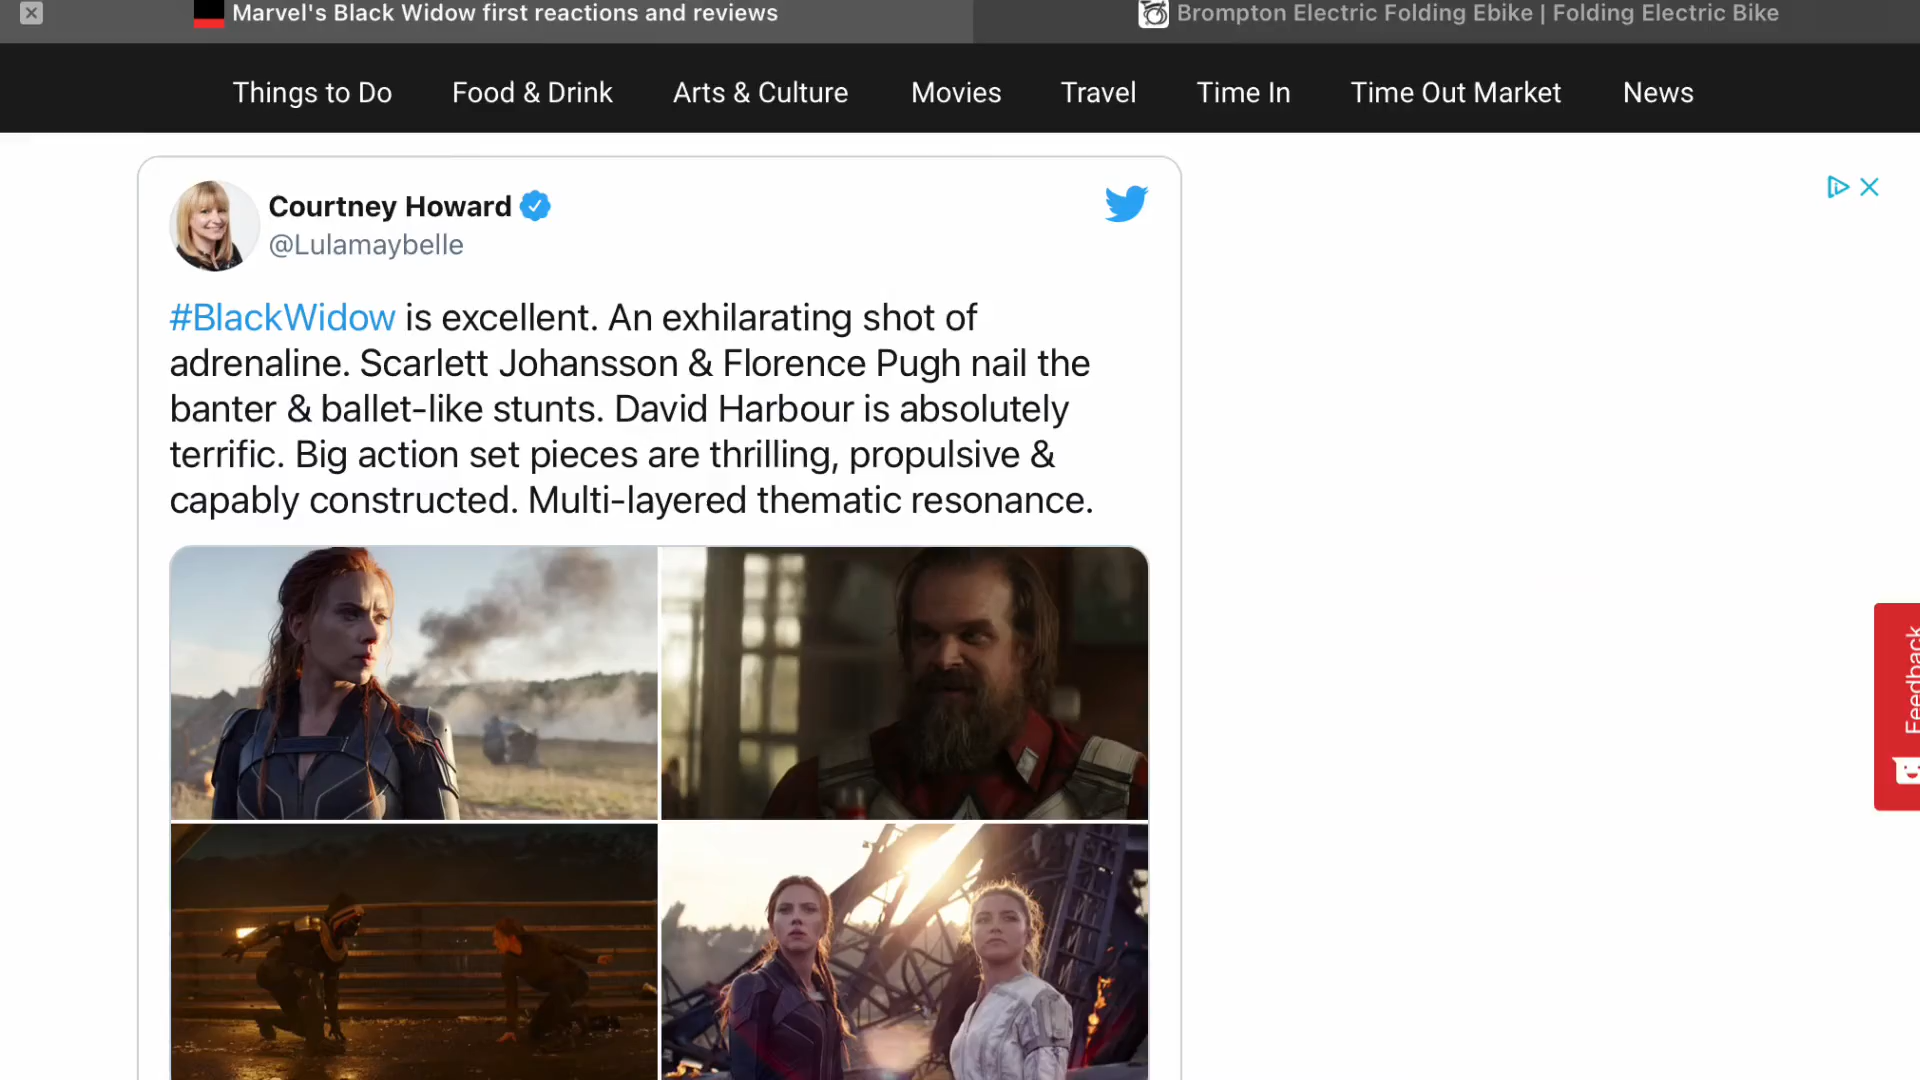 Marvel's Black Widow first reactions and reviews
Brompton Electric Folding Ebike | Folding Electric Bike
Things to Do Food & Drink Arts & Culture Movies Travel Time In Time Out Market News
Courtney Howard
@Lulamaybelle
#BlackWidow is excellent. An exhilarating shot of
adrenaline. Scarlett Johansson & Florence Pugh nail the
banter & ballet-like stunts. David Harbour is absolutely
terrific. Big action set pieces are thrilling, propulsive &
capably constructed. Multi-layered thematic resonance.
Feedback